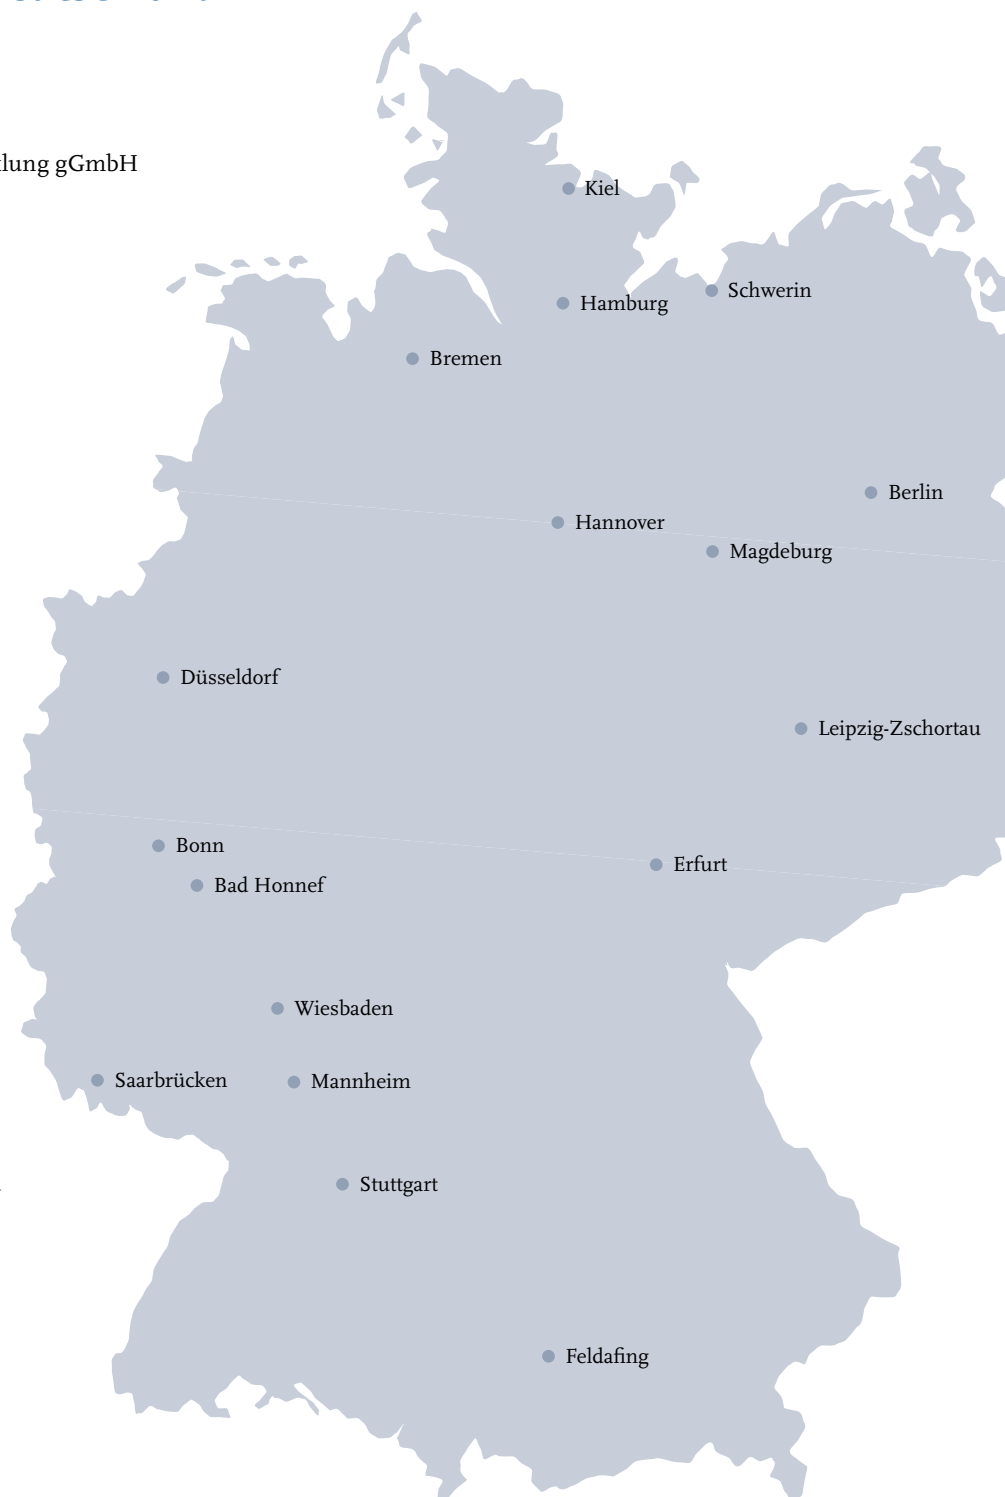 lung gGmbH
Kiel
Schwerin
Hamburg
Bremen
Berlin
Hannover
Magdeburg
Düsseldorf
Leipzig-Zschortau
Bonn
Erfurt
Bad Honnef
Wiesbaden
Saarbrücken
Mannheim
Stuttgart
Feldafing